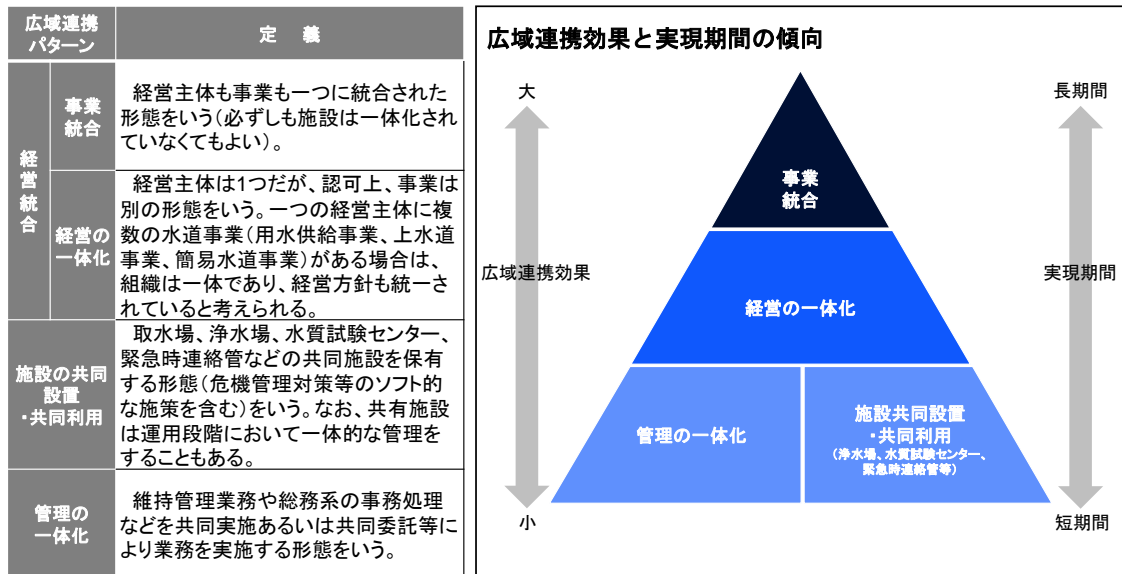 広域連携
パターン
定　義
経営統合
事業
統合
経営主体も事業も一つに統合された
形態をいう(必ずしも施設は一体化され
ていなくてもよい)。
経営の
一体化
経営主体は1つだが、認可上、事業は
別の形態をいう。一つの経営主体に複
数の水道事業(用水供給事業、上水道
事業、簡易水道事業)がある場合は、
組織は一体であり、経営方針も統一さ
れていると考えられる。
施設の共同
設置
・共同利用
取水場、浄水場、水質試験センター、
緊急時連絡管などの共同施設を保有
する形態(危機管理対策等のソフト的
な施策を含む)をいう。なお、共有施設
は運用段階において一体的な管理を
することもある。
管理の
一体化
維持管理業務や総務系の事務処理
などを共同実施あるいは共同委託等に
より業務を実施する形態をいう。
広域連携効果と実現期間の傾向
大
広域連携効果
小
事業
統合
経営の一体化
管理の一体化
施設共同設置
・共同利用
(浄水場、水質試験センター、
緊急時連絡管等)
長期間
実現期間
短期間